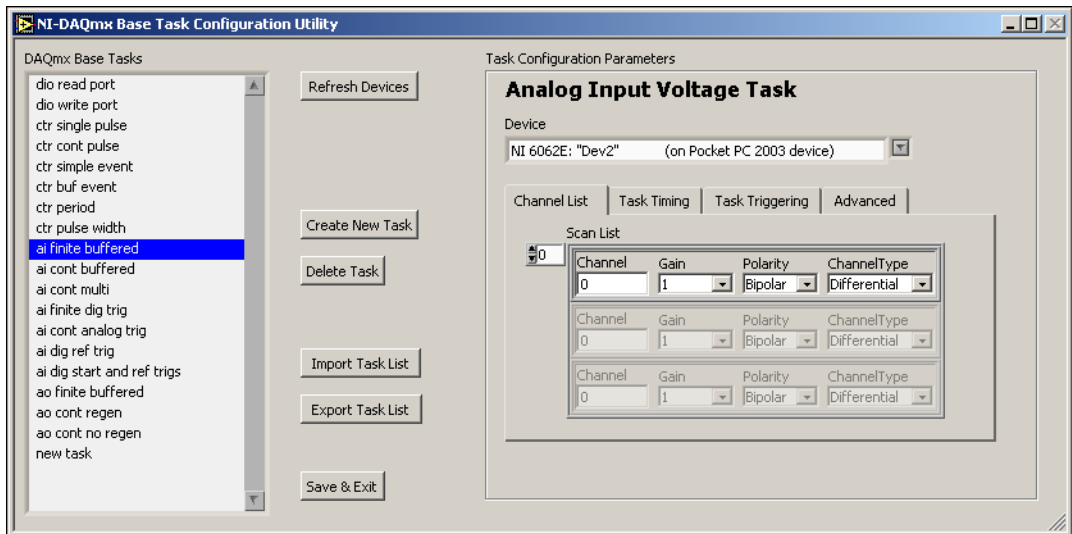 NI-DAQmx Base Task Configuration Utility
DAQmx Base Tasks
dio read port
dio write port
ctr single pulse
ctr cont pulse
ctr simple event
ctr buf event
ctr period
ctr pulse width
ai finite buffered
ai cont buffered
ai cont multi
ai finite dig trig
ai cont analog trig
ai dig ref trig
ai dig start and ref trigs
ao finite buffered
ao cont regen
ao cont no regen
new task
Refresh Devices
Create New Task
Delete Task
Import Task List
Export Task List
Save & Exit
Task Configuration Parameters
Analog Input Voltage Task
Device
NI 6062E: "Dev2" (on Pocket PC 2003 device)
Channel List Task Timing Task Triggering Advanced
Scan List
0
Channel Gain Polarity ChannelType
0 1 Bipolar Differential
Channel Gain Polarity ChannelType
0 1 Bipolar Differential
Channel Gain Polarity ChannelType
0 1 Bipolar Differential